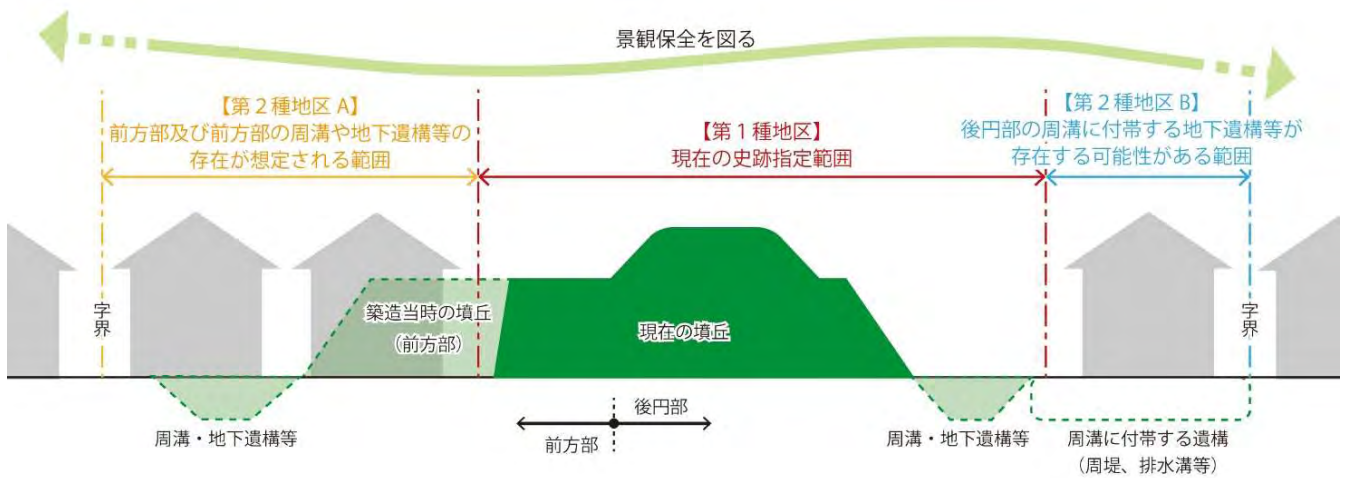 景観保全を図る
【第２種地区 A】
前方部及び前方部の周溝や地下遺構等の
存在が想定される範囲
【第１種地区】
現在の史跡指定範囲
【第２種地区 B】
後円部の周溝に付帯する地下遺構等が
存在する可能性がある範囲
字界
築造当時の墳丘
（前方部）
現在の墳丘
字界
周溝・地下遺構等
後円部
前方部
周溝・地下遺構等
周溝に付帯する遺構
（周堤、排水溝等）